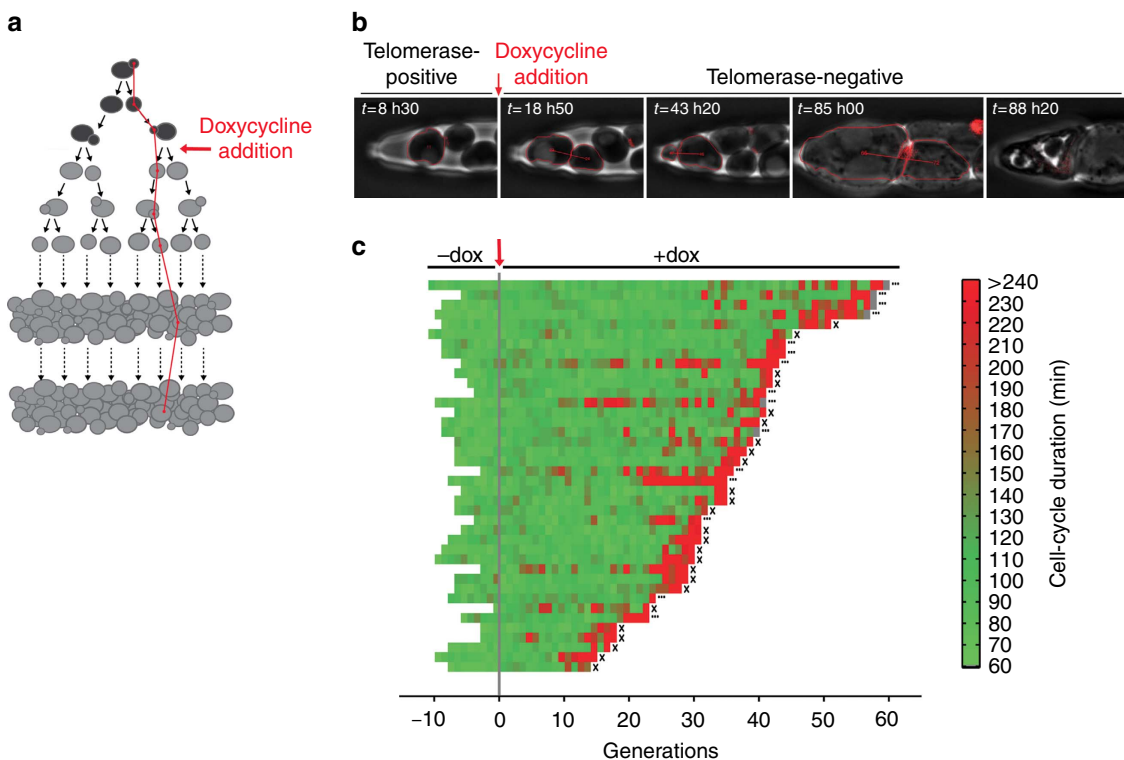 a
Doxycycline
addition
b
Telomerase-
positive
Doxycycline
addition
Telomerase-negative
t=8 h30
t=18 h50
t=43 h20
t=85 h00
t=88 h20
c
–dox
+dox
>240
230
220
210
200
190
180
170
160
150
140
130
120
110
100
90
80
70
60
Cell-cycle duration (min)
–10
0
10
20
30
40
50
60
Generations